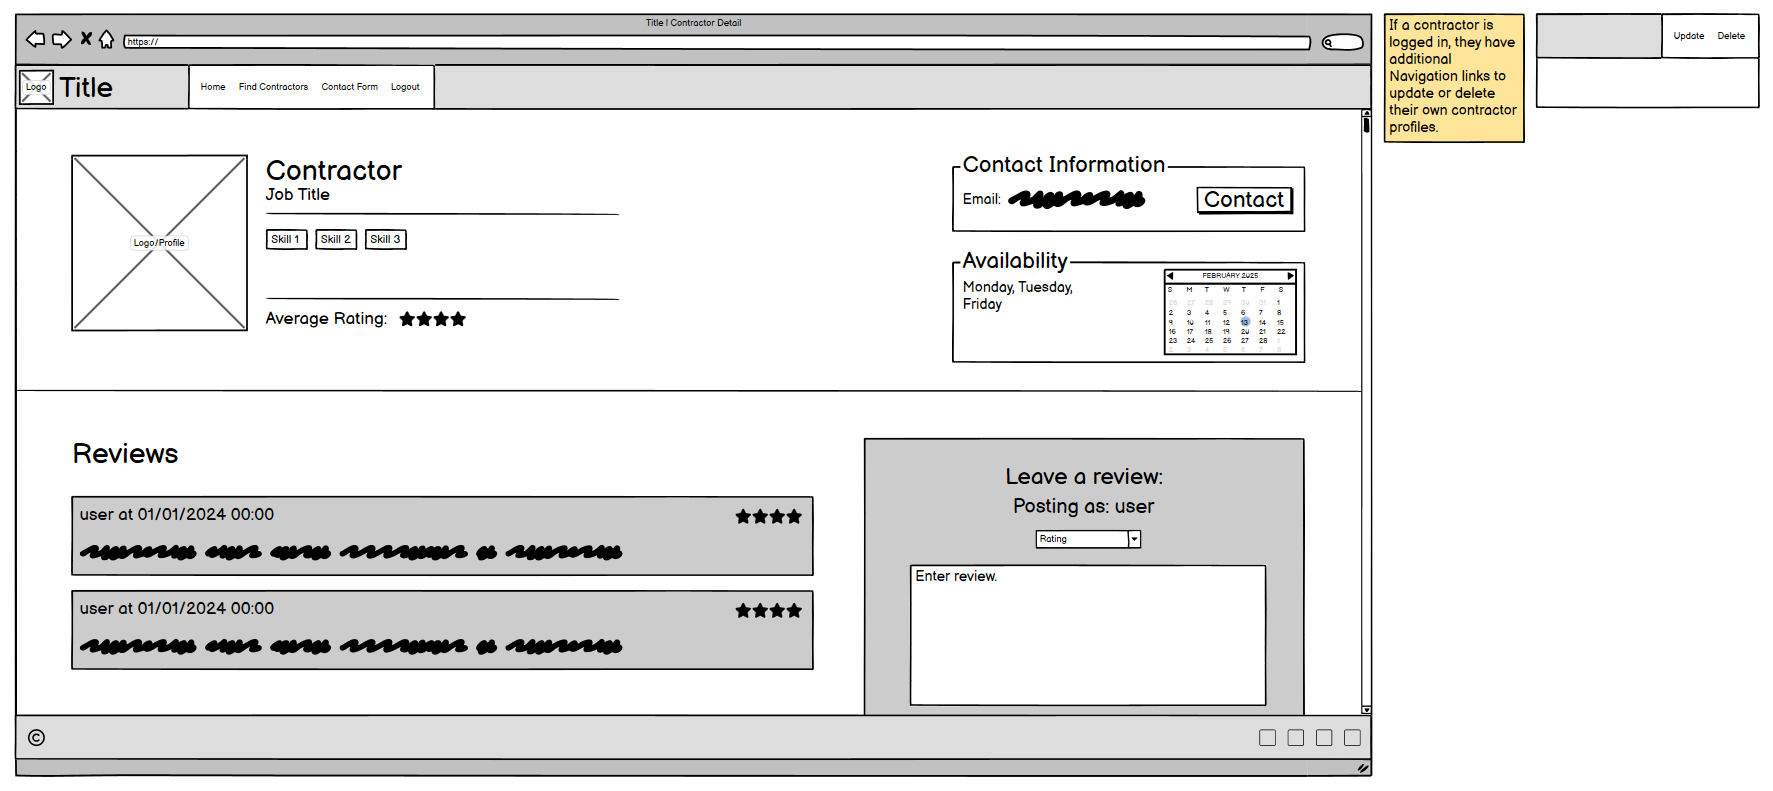 Title | Contractor Detail
https://
Logo
Title
Home Find Contractors Contact Form Logout
Logo/Profile
Contractor
Job Title
Skill 1 Skill 2 Skill 3
Average Rating:
Contact Information
Email:
Contact
Availability
Monday, Tuesday,
Friday
FEBRUARY 2025
S M T W T F S
26 27 28 29 30 31 1
2 3 4 5 6 7 8
9 10 11 12 13 14 15
16 17 18 19 20 21 22
23 24 25 26 27 28 1
2 3 4 5 6 7 8
Reviews
user at 01/01/2024 00:00
user at 01/01/2024 00:00
Leave a review:
Posting as: user
Rating
Enter review.
©
If a contractor is
logged in, they have
additional
Navigation links to
update or delete
their own contractor
profiles.
Update Delete